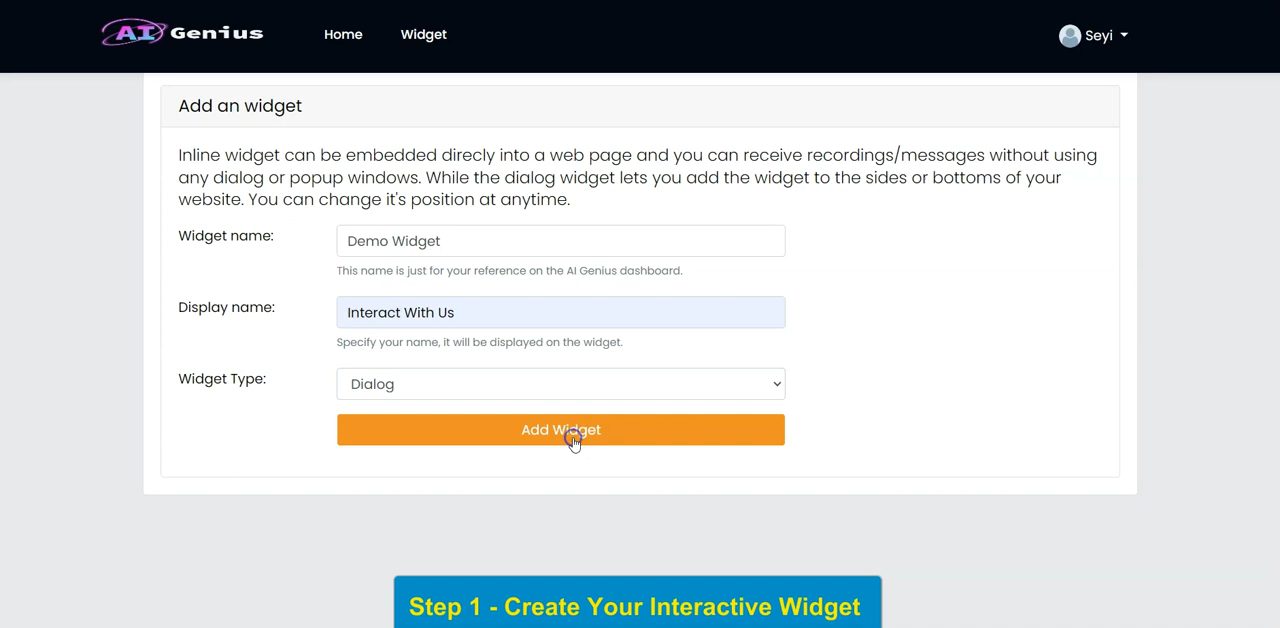 AI Genius
Home
Widget
Seyi
Add an widget
Inline widget can be embedded direcly into a web page and you can receive recordings/messages without using
any dialog or popup windows. While the dialog widget lets you add the widget to the sides or bottoms of your
website. You can change it's position at anytime.
Widget name:
Demo Widget
This name is just for your reference on the AI Genius dashboard.
Display name:
Interact With Us
Specify your name, it will be displayed on the widget.
Widget Type:
Dialog
Add Widget
Step 1 - Create Your Interactive Widget